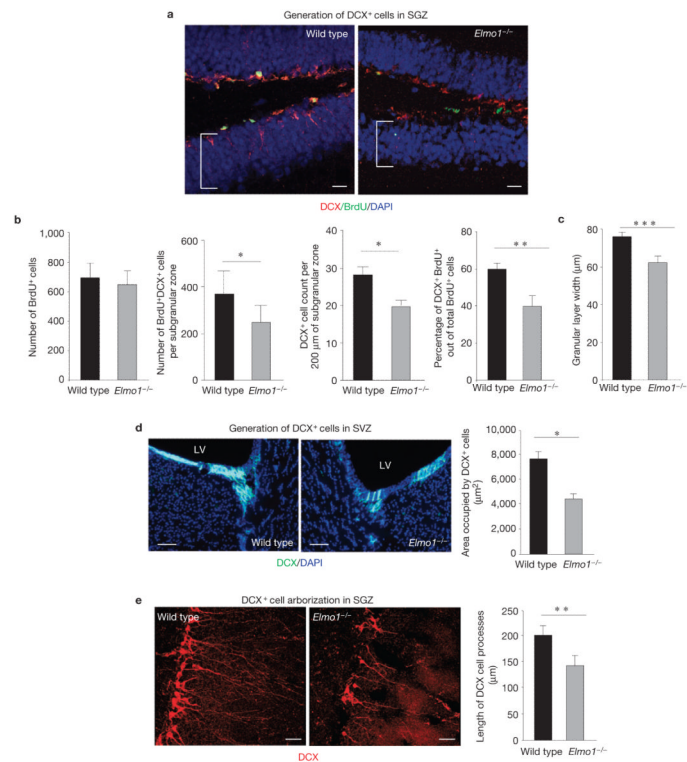 a
Generation of DCX⁺ cells in SGZ
Wild type
Elmo1⁻/⁻
DCX/BrdU/DAPI
b
Number of BrdU⁺ cells
1,000
800
600
400
200
0
Wild type Elmo1⁻/⁻
Number of BrdU⁺DCX⁺ cells
per subgranular zone
600
400
200
0
*
Wild type Elmo1⁻/⁻
DCX⁺ cell count per
200 μm of subgranular zone
40
30
20
10
0
*
Wild type Elmo1⁻/⁻
Percentage of DCX⁺ BrdU⁺
out of total BrdU⁺ cells
80
60
40
20
0
**
Wild type Elmo1⁻/⁻
c
Granular layer width (μm)
80
60
40
20
0
***
Wild type Elmo1⁻/⁻
d
Generation of DCX⁺ cells in SVZ
LV
Wild type
LV
Elmo1⁻/⁻
DCX/DAPI
Area occupied by DCX⁺ cells
(μm²)
10,000
8,000
6,000
4,000
2,000
0
*
Wild type Elmo1⁻/⁻
e
DCX⁺ cell arborization in SGZ
Wild type
Elmo1⁻/⁻
DCX
Length of DCX cell processes
(μm)
250
200
150
100
50
0
**
Wild type Elmo1⁻/⁻